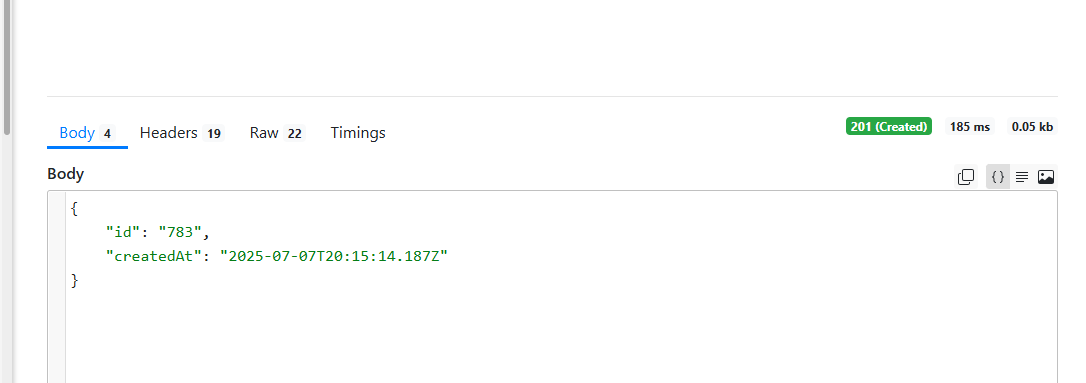 Body 4 Headers 19 Raw 22 Timings 201 (Created) 185 ms 0.05 kb
Body {}
{
    "id": "783",
    "createdAt": "2025-07-07T20:15:14.187Z"
}